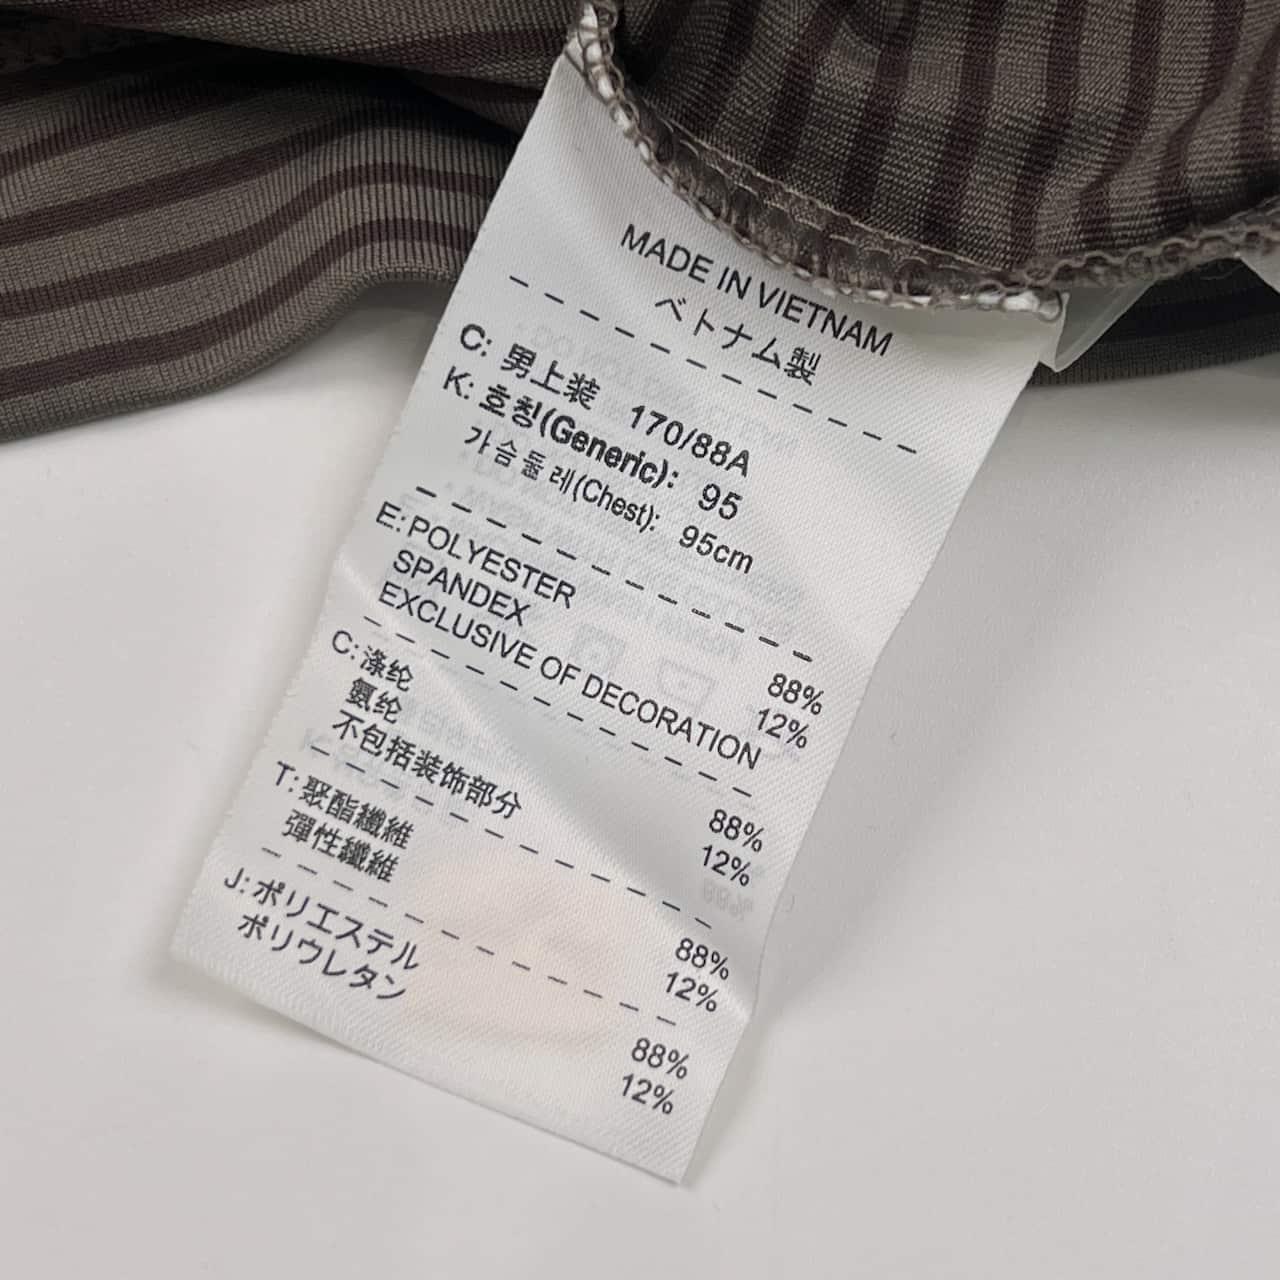 MADE IN VIETNAM
ベトナム製
C: 男上装 170/88A
K: 호칭(Generic): 95
가슴둘레(Chest): 95cm
E: POLYESTER 88%
SPANDEX 12%
EXCLUSIVE OF DECORATION
C: 涤纶 88%
氨纶 12%
不包括装饰部分
T: 聚酯纖維 88%
彈性纖維 12%
J: ポリエステル 88%
ポリウレタン 12%